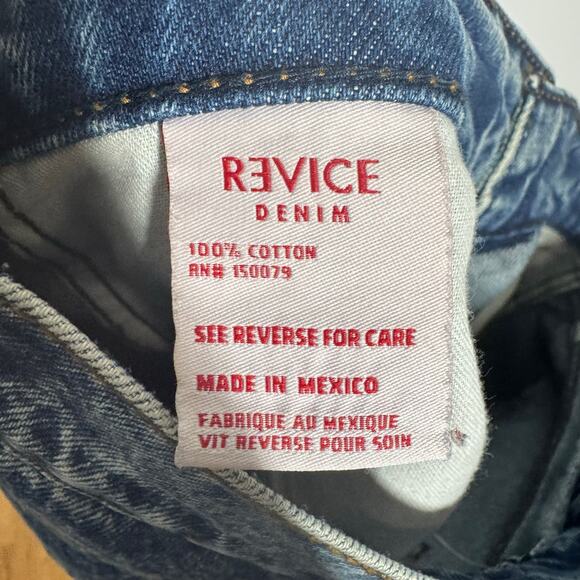 RƎVICE
DENIM
100% COTTON
RN# 150079
SEE REVERSE FOR CARE
MADE IN MEXICO
FABRIQUE AU MEXIQUE
VIT REVERSE POUR SOIN